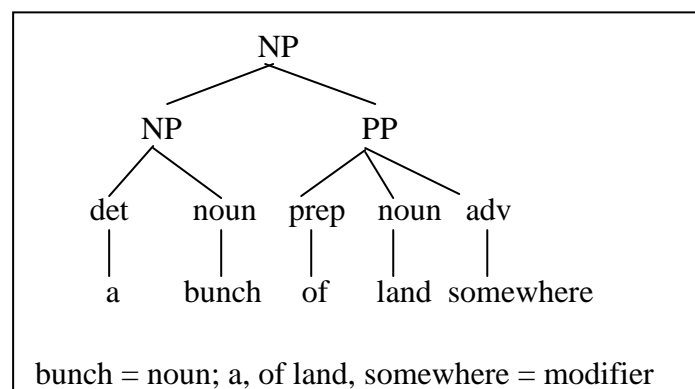 NP
NP PP
det noun prep noun adv
a bunch of land somewhere
bunch = noun; a, of land, somewhere = modifier